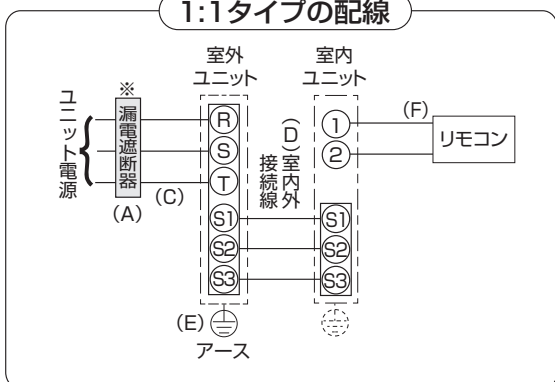 1:1タイプの配線
室外
ユニット
室内
ユニット
ユニット電源
※
漏電遮断器
(A)
(C)
R
S
T
S1
S2
S3
(D)室内外
接続線
1
2
S1
S2
S3
(F)
リモコン
(E)
アース